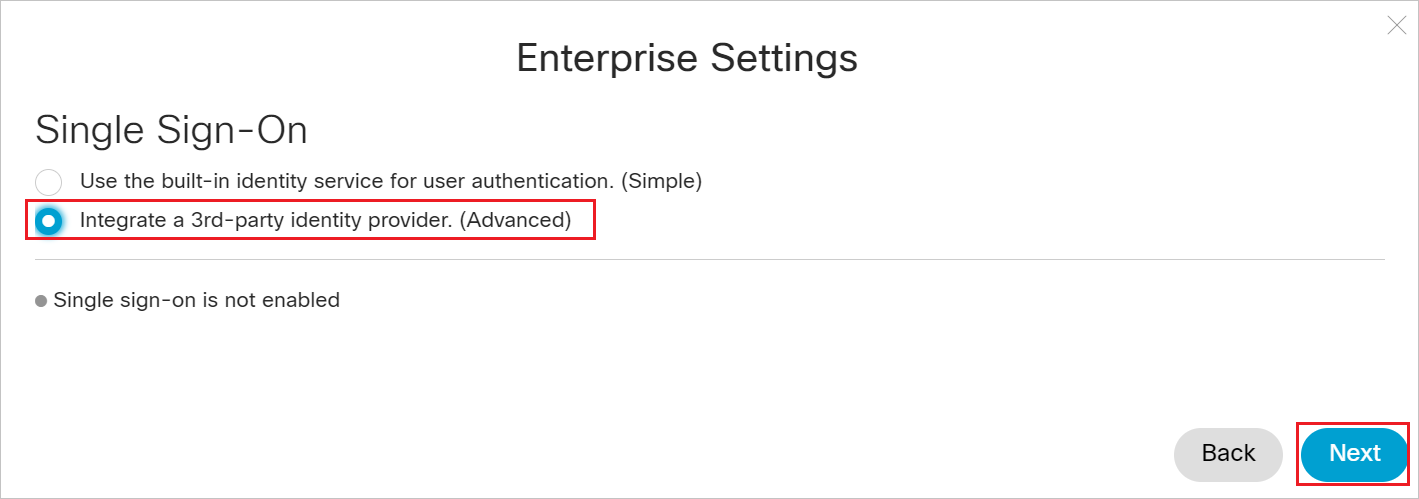 Enterprise Settings
Single Sign-On
Use the built-in identity service for user authentication. (Simple)
Integrate a 3rd-party identity provider. (Advanced)
Single sign-on is not enabled
Back
Next